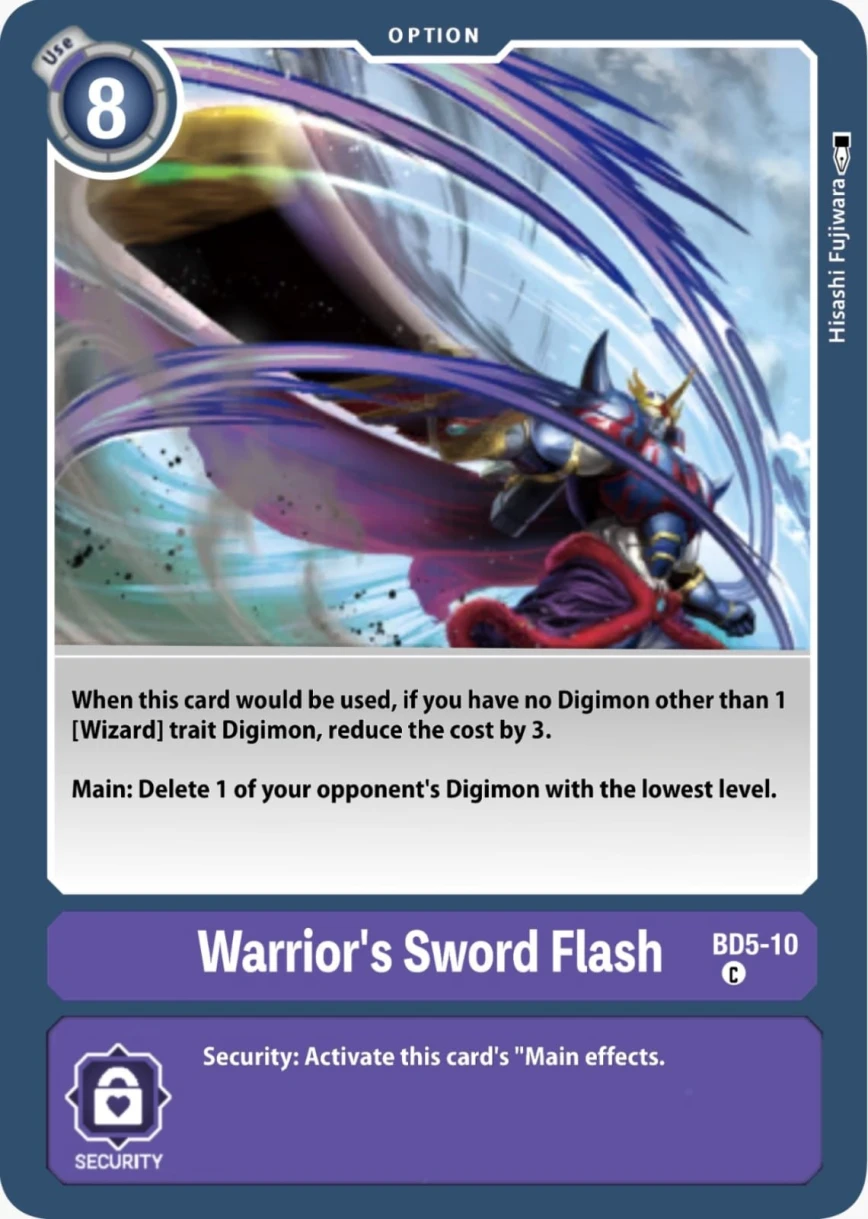 OPTION
Use
8
Hisashi Fujiwara
When this card would be used, if you have no Digimon other than 1
[Wizard] trait Digimon, reduce the cost by 3.
Main: Delete 1 of your opponent's Digimon with the lowest level.
Warrior's Sword Flash
BD5-10
C
Security: Activate this card's "Main effects.
SECURITY